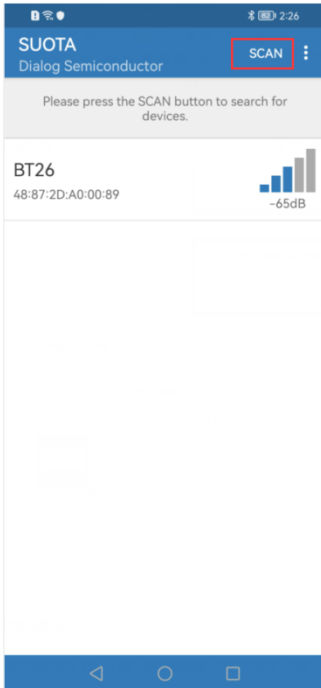 2:26
SUOTA
SCAN
Dialog Semiconductor
Please press the SCAN button to search for
devices.
BT26
48:87:2D:A0:00:89
-65dB